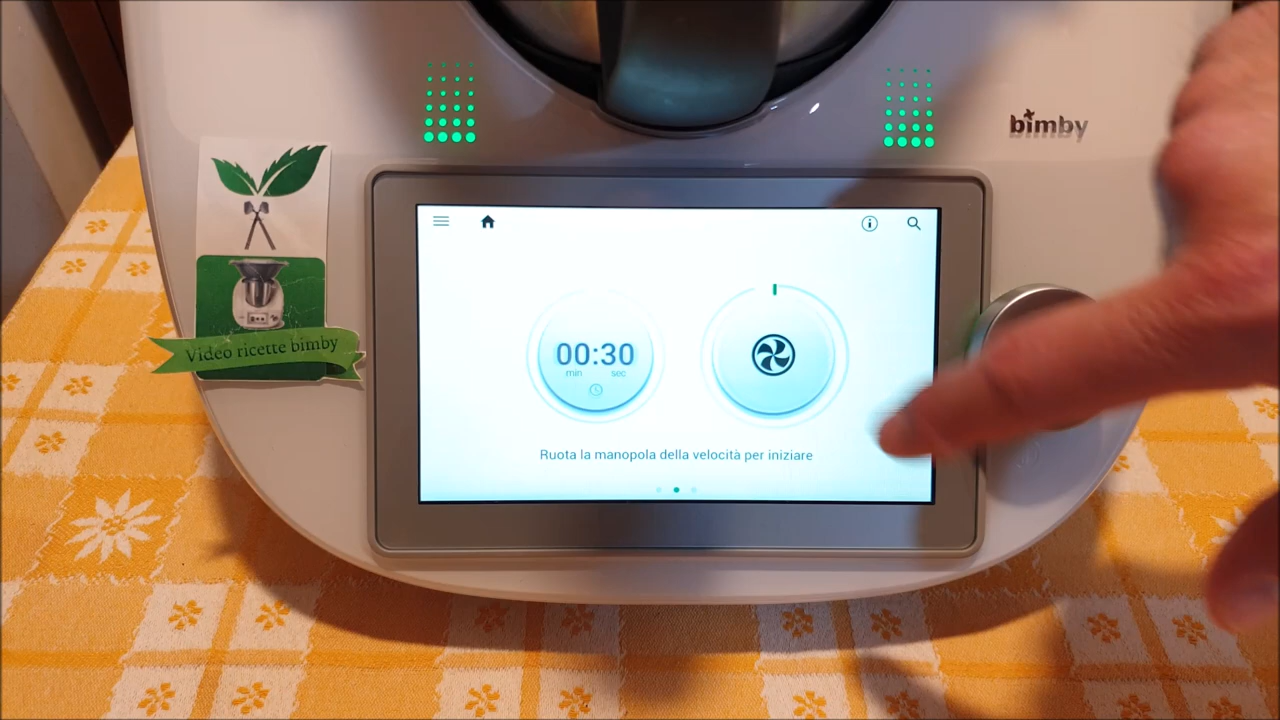 bimby
Video ricette bimby
00:30
min sec
Ruota la manopola della velocità per iniziare